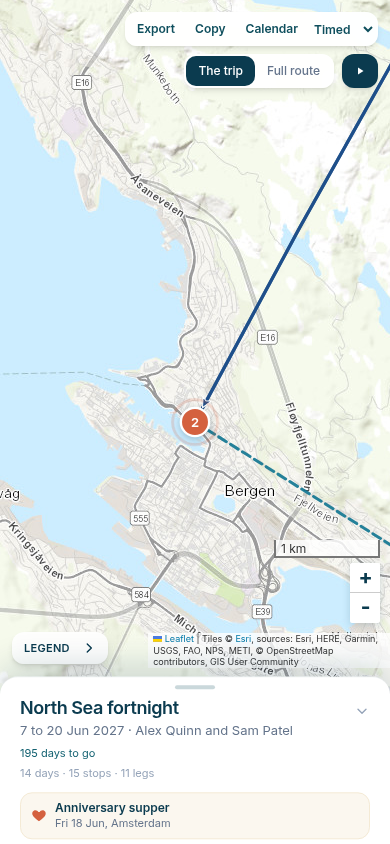 Export Copy Calendar Timed
The trip Full route
Munkebotn
E16
Åsaneveien
E16
Fløyfjelltunnelen
2
våg
Bergen
555
Fjelveien
Kringsjåveien
1 km
584
E39
+
-
Mich
LEGEND
Leaflet | Tiles © Esri, sources: Esri, HERE, Garmin,
USGS, FAO, NPS, METI, © OpenStreetMap
contributors, GIS User Community
North Sea fortnight
7 to 20 Jun 2027 · Alex Quinn and Sam Patel
195 days to go
14 days · 15 stops · 11 legs
Anniversary supper
Fri 18 Jun, Amsterdam